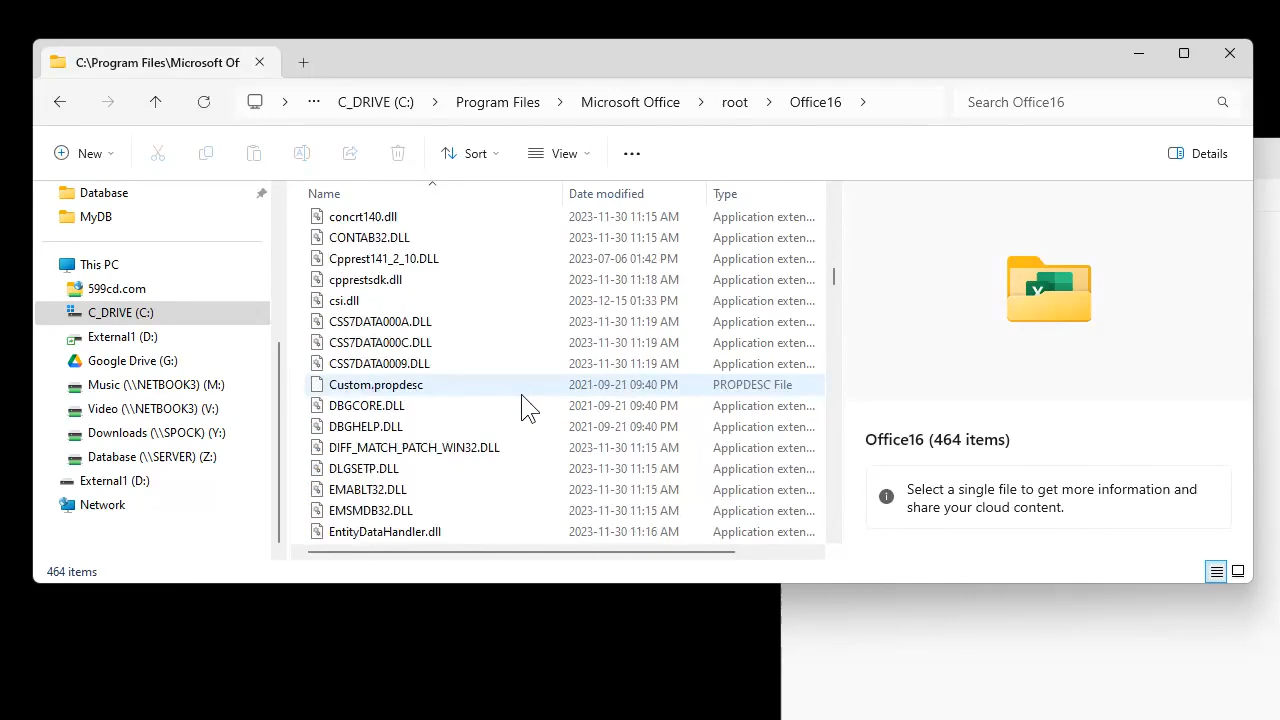 C:\Program Files\Microsoft Of
C_DRIVE (C:) Program Files Microsoft Office root Office16
Search Office16
New Sort View Details
Database
MyDB
This PC
599cd.com
C_DRIVE (C:)
External1 (D:)
Google Drive (G:)
Music (\\NETBOOK3) (M:)
Video (\\NETBOOK3) (V:)
Downloads (\\SPOCK) (Y:)
Database (\\SERVER) (Z:)
External1 (D:)
Network
Name Date modified Type
concrt140.dll 2023-11-30 11:15 AM Application exten...
CONTAB32.DLL 2023-11-30 11:15 AM Application exten...
Cpprest141_2_10.DLL 2023-07-06 01:42 PM Application exten...
cpprestsdk.dll 2023-11-30 11:18 AM Application exten...
csi.dll 2023-12-15 01:33 PM Application exten...
CSS7DATA000A.DLL 2023-11-30 11:19 AM Application exten...
CSS7DATA000C.DLL 2023-11-30 11:19 AM Application exten...
CSS7DATA0009.DLL 2023-11-30 11:19 AM Application exten...
Custom.propdesc 2021-09-21 09:40 PM PROPDESC File
DBGCORE.DLL 2021-09-21 09:40 PM Application exten...
DBGHELP.DLL 2021-09-21 09:40 PM Application exten...
DIFF_MATCH_PATCH_WIN32.DLL 2023-11-30 11:15 AM Application exten...
DLGSETP.DLL 2023-11-30 11:15 AM Application exten...
EMABLT32.DLL 2023-11-30 11:15 AM Application exten...
EMSMDB32.DLL 2023-11-30 11:15 AM Application exten...
EntityDataHandler.dll 2023-11-30 11:16 AM Application exten...
Office16 (464 items)
Select a single file to get more information and
share your cloud content.
464 items